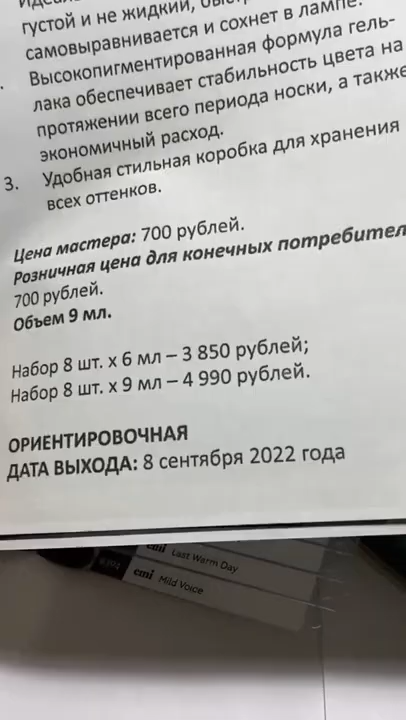 густой и не жидкий,
самовыравнивается и сохнет в лампе.
Высокопигментированная формула гель-
лака обеспечивает стабильность цвета на
протяжении всего периода носки, а также
экономичный расход.
3. Удобная стильная коробка для хранения
всех оттенков.
Цена мастера: 700 рублей.
Розничная цена для конечных потребител
700 рублей.
Объем 9 мл.
Набор 8 шт. х 6 мл – 3 850 рублей;
Набор 8 шт. х 9 мл – 4 990 рублей.
ОРИЕНТИРОВОЧНАЯ
ДАТА ВЫХОДА: 8 сентября 2022 года
emi Last Warm Day
emi Mild Voice